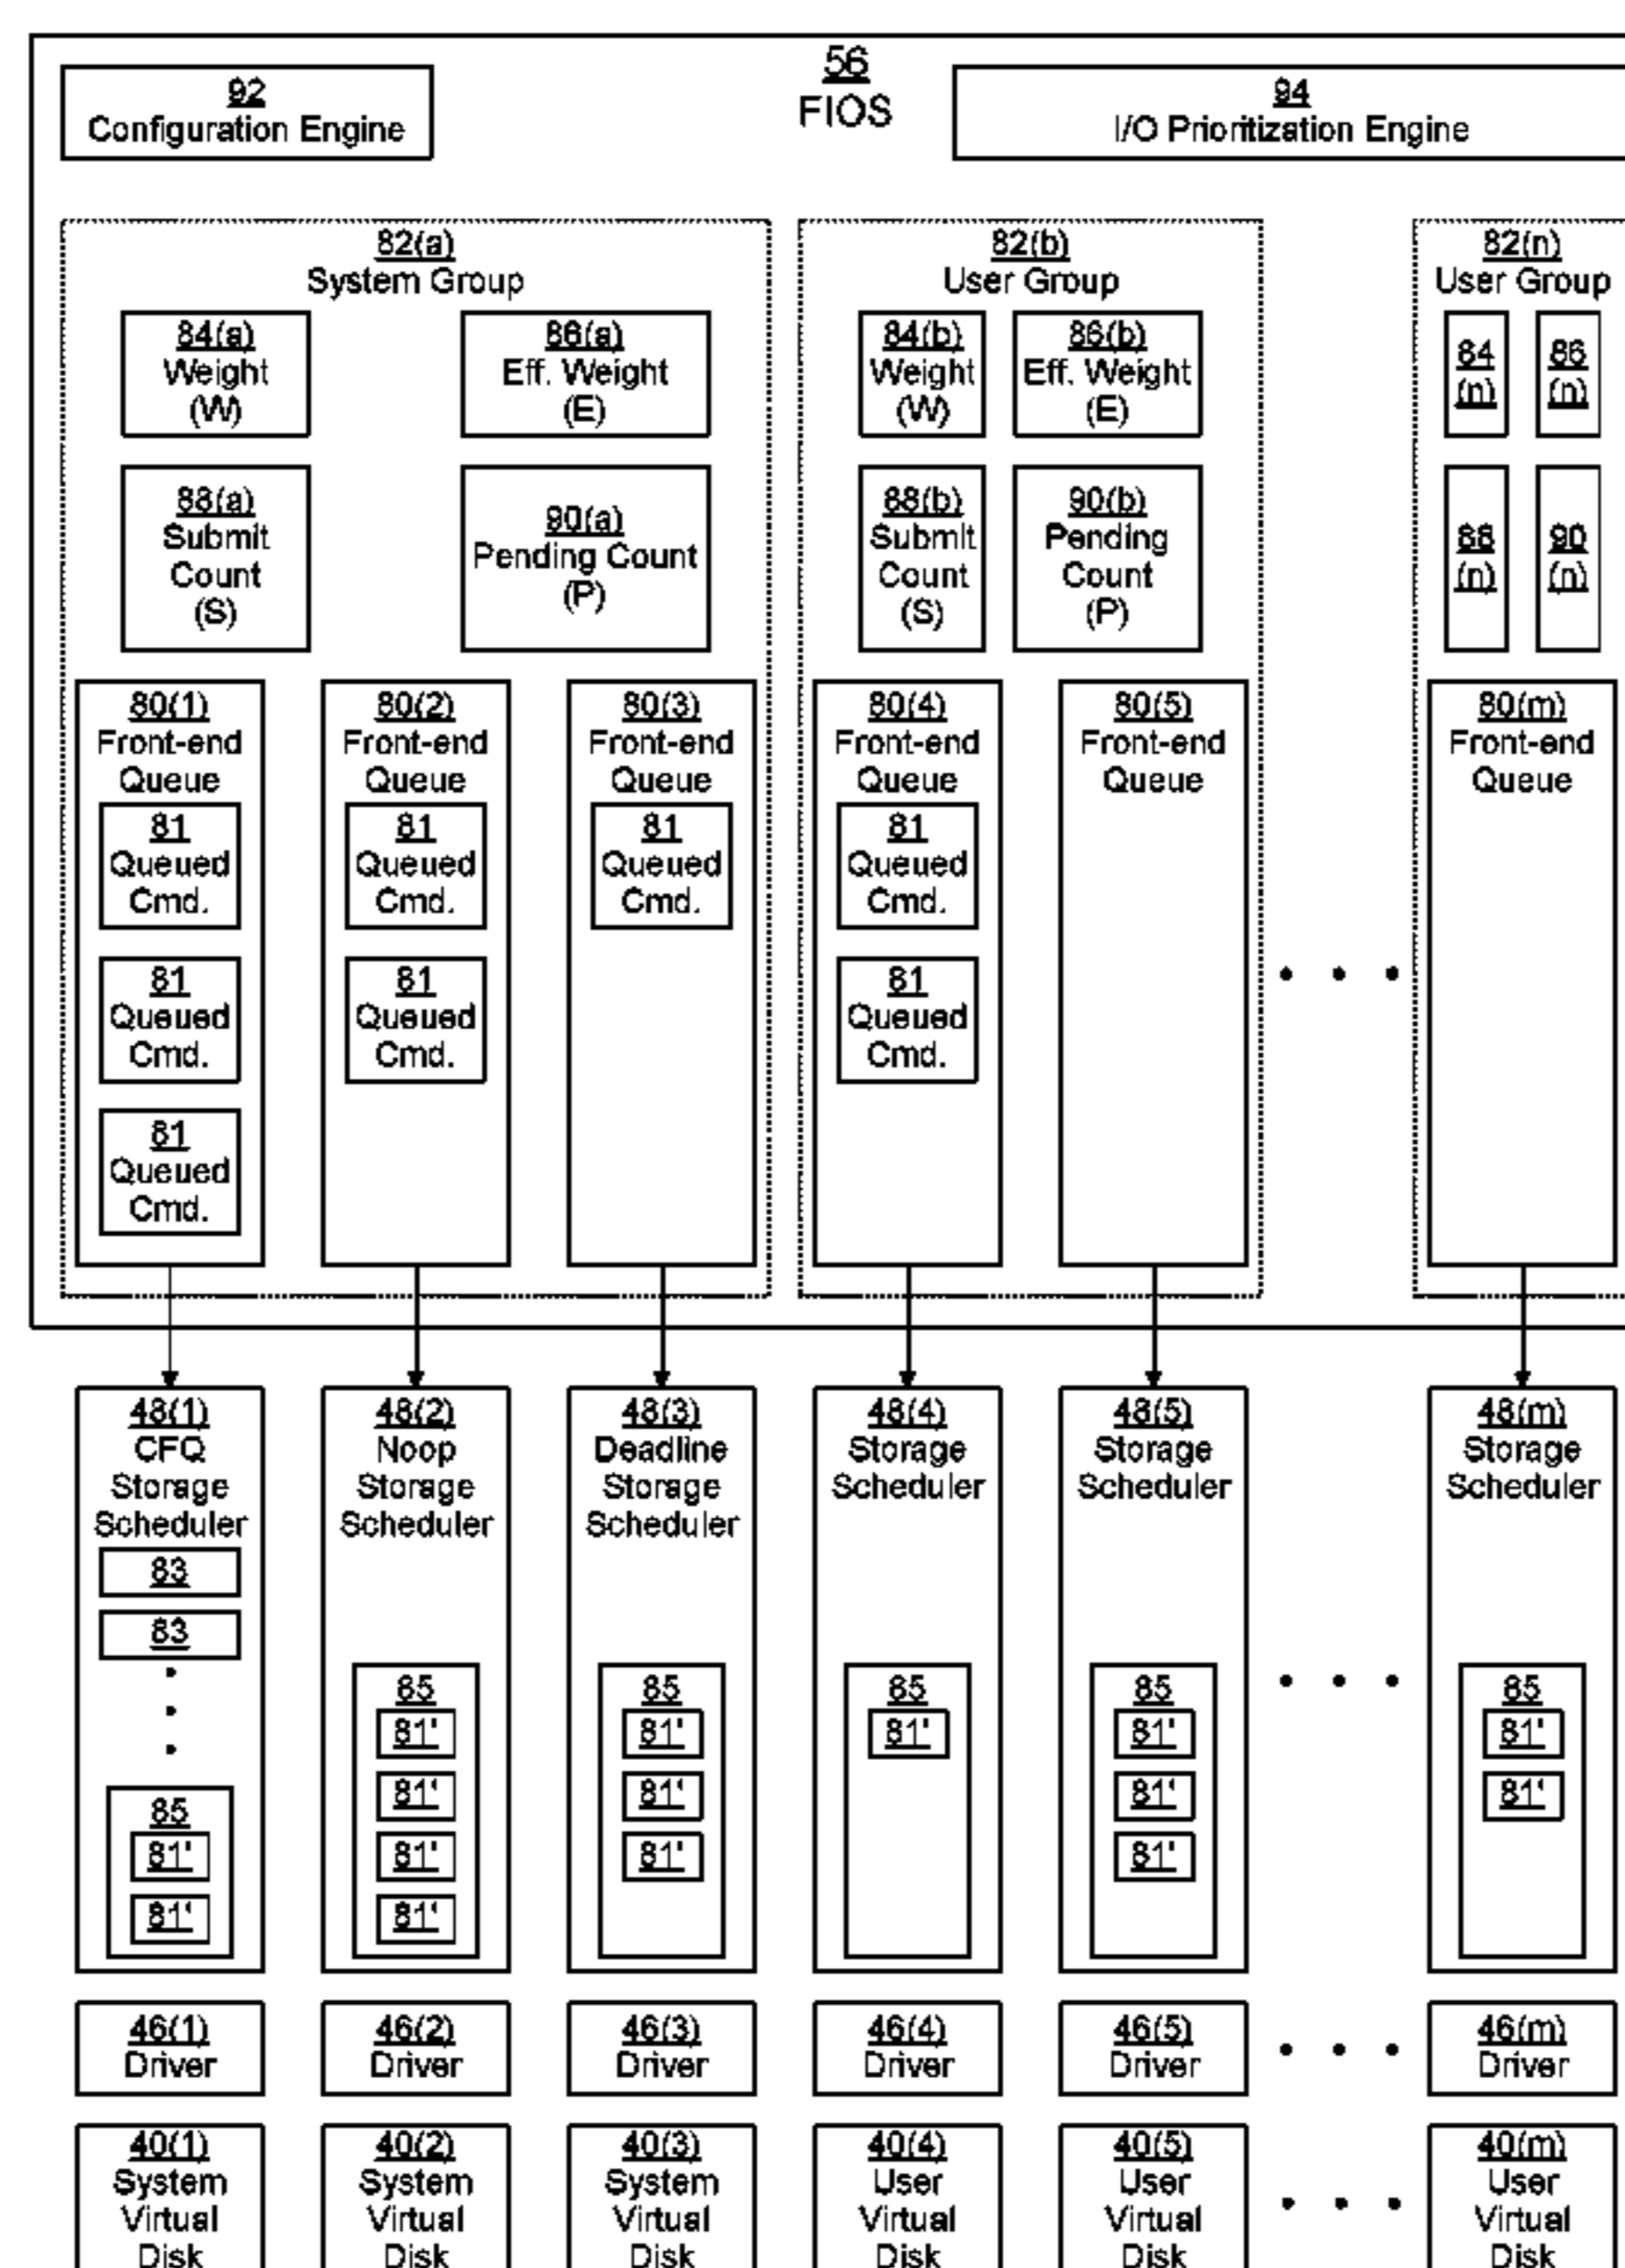 56
FIOS
92
Configuration Engine
94
I/O Prioritization Engine
82(a)
System Group
84(a)
Weight
(W)
86(a)
Eff. Weight
(E)
88(a)
Submit
Count
(S)
90(a)
Pending Count
(P)
82(b)
User Group
84(b)
Weight
(W)
86(b)
Eff. Weight
(E)
88(b)
Submit
Count
(S)
90(b)
Pending
Count
(P)
82(n)
User Group
84
(n)
86
(n)
88
(n)
90
(n)
80(1)
Front-end
Queue
81
Queued
Cmd.
81
Queued
Cmd.
81
Queued
Cmd.
80(2)
Front-end
Queue
81
Queued
Cmd.
81
Queued
Cmd.
80(3)
Front-end
Queue
81
Queued
Cmd.
80(4)
Front-end
Queue
81
Queued
Cmd.
81
Queued
Cmd.
80(5)
Front-end
Queue
80(m)
Front-end
Queue
48(1)
CFQ
Storage
Scheduler
83
83
85
81'
81'
48(2)
Noop
Storage
Scheduler
85
81'
81'
81'
81'
48(3)
Deadline
Storage
Scheduler
85
81'
81'
81'
48(4)
Storage
Scheduler
85
81'
48(5)
Storage
Scheduler
85
81'
81'
81'
48(m)
Storage
Scheduler
85
81'
81'
46(1)
Driver
46(2)
Driver
46(3)
Driver
46(4)
Driver
46(5)
Driver
46(m)
Driver
40(1)
System
Virtual
Disk
40(2)
System
Virtual
Disk
40(3)
System
Virtual
Disk
40(4)
User
Virtual
Disk
40(5)
User
Virtual
Disk
40(m)
User
Virtual
Disk